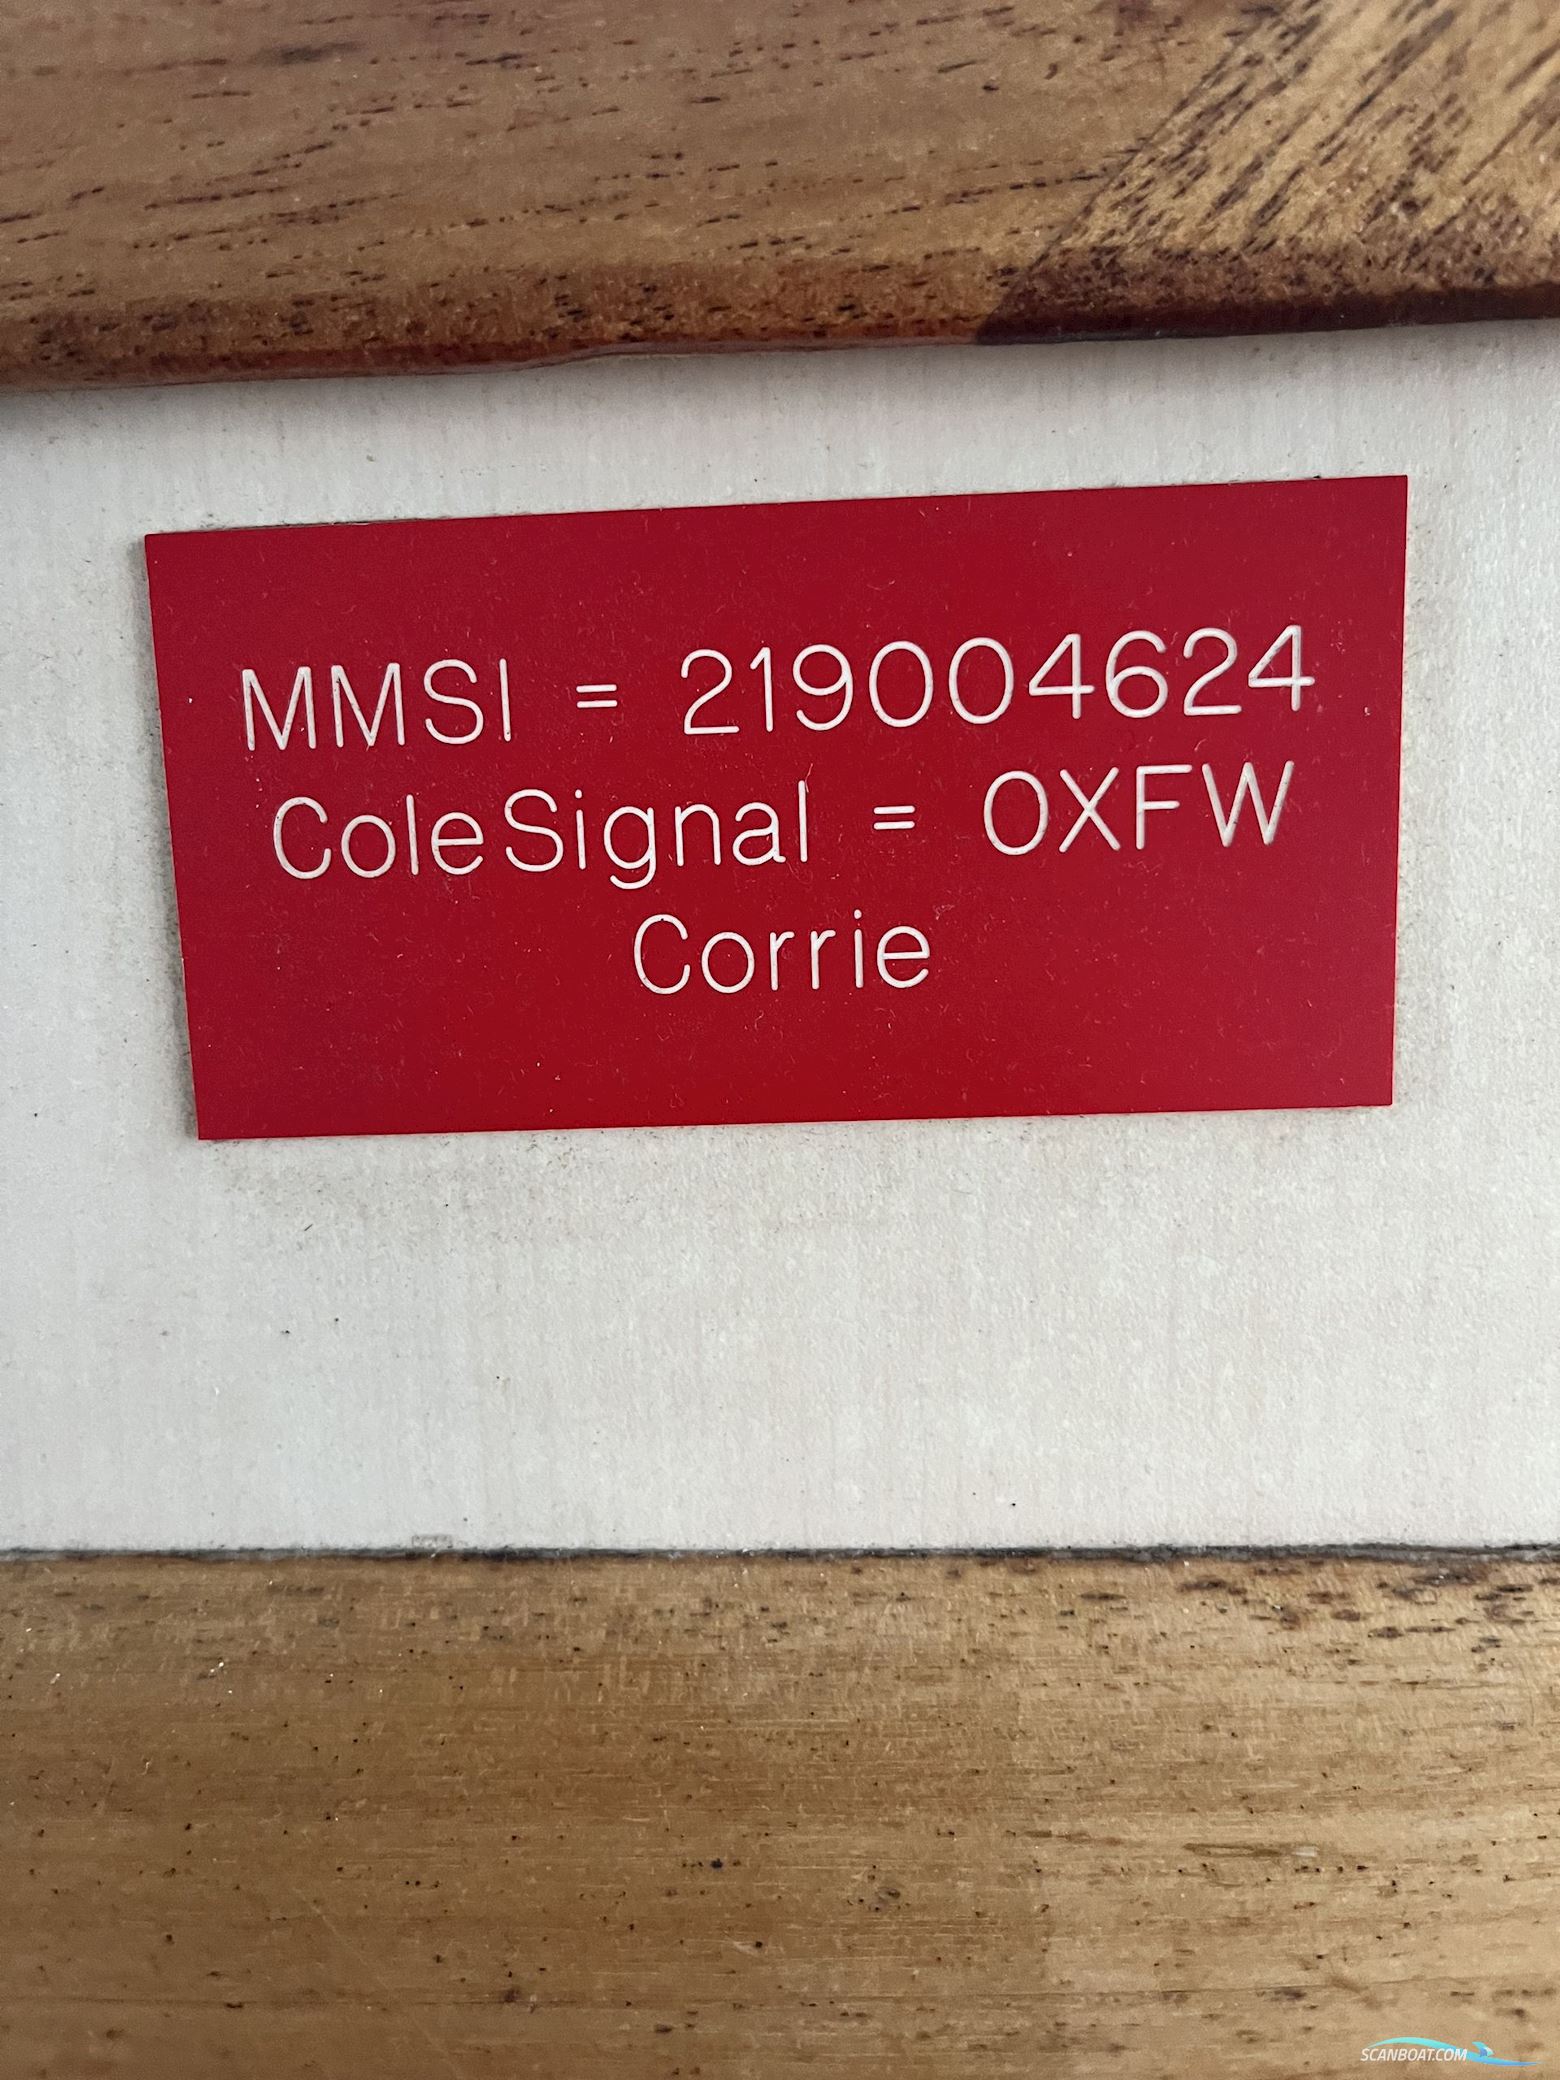 MMSI = 219004624
ColeSignal = OXFW
Corrie
SCANBOAT.COM